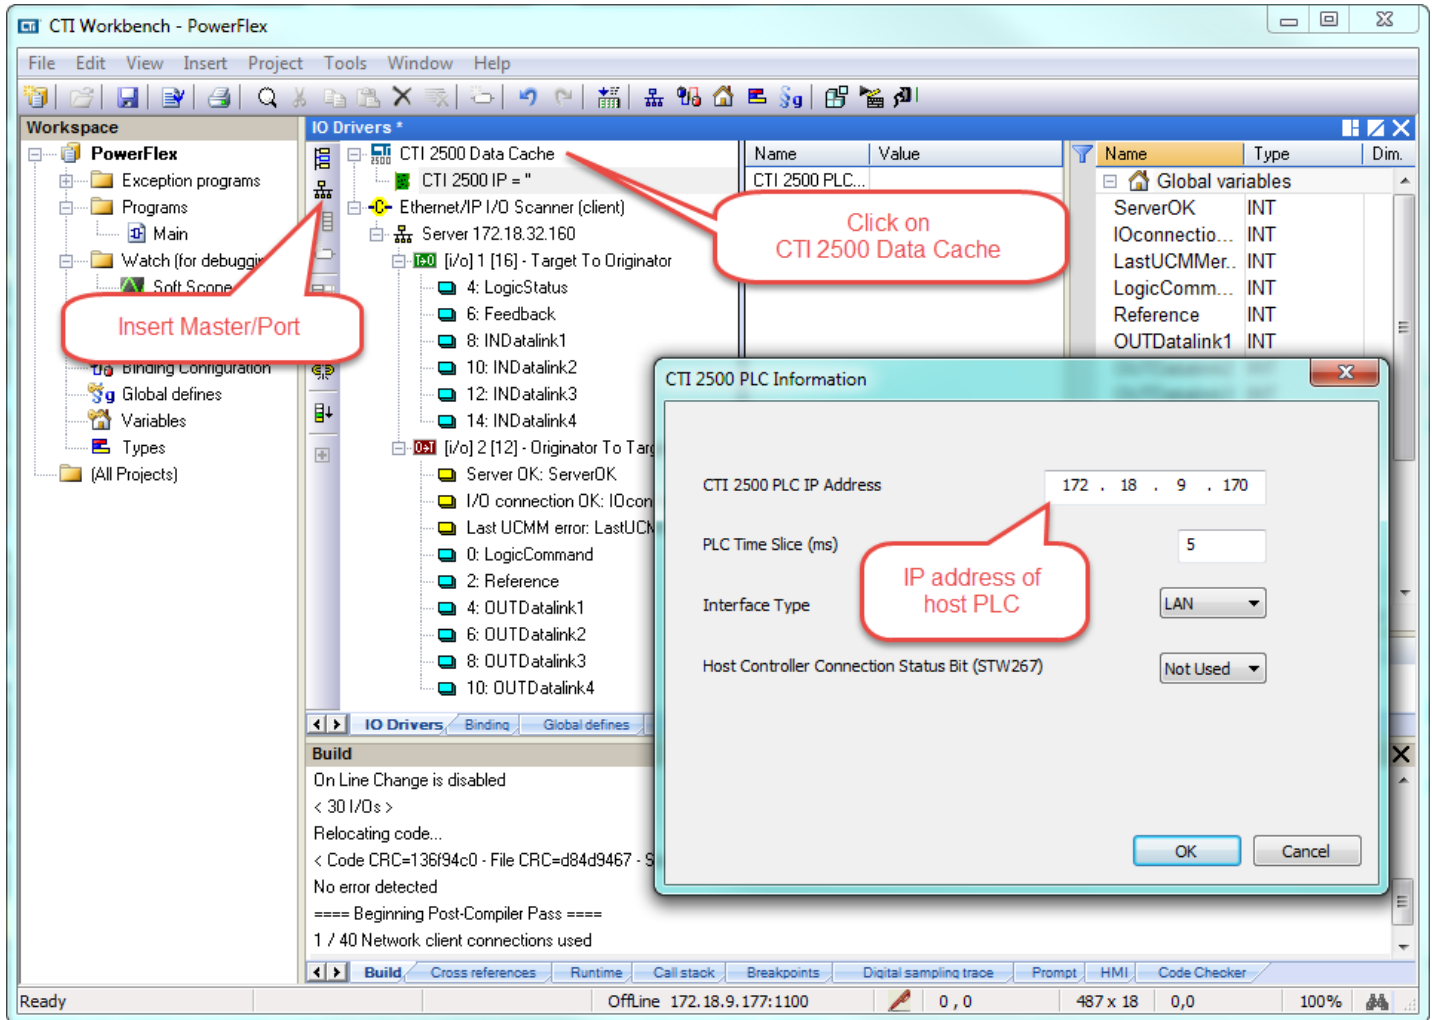 CTI Workbench - PowerFlex
File Edit View Insert Project Tools Window Help
Workspace
PowerFlex
Exception programs
Programs
Main
Watch (for debuggin
Soft Scope
Insert Master/Port
Binding Configuration
Global defines
Variables
Types
(All Projects)
IO Drivers *
CTI 2500 Data Cache
CTI 2500 IP = ''
Ethernet/IP I/O Scanner (client)
Server 172.18.32.160
[i/o] 1 [16] - Target To Originator
4: LogicStatus
6: Feedback
8: INDatalink1
10: INDatalink2
12: INDatalink3
14: INDatalink4
[i/o] 2 [12] - Originator To Targ
Server OK: ServerOK
I/O connection OK: IOcon
Last UCMM error: LastUCM
0: LogicCommand
2: Reference
4: OUTDatalink1
6: OUTDatalink2
8: OUTDatalink3
10: OUTDatalink4
Name Value
CTI 2500 PLC...
Click on
CTI 2500 Data Cache
Name Type Dim.
Global variables
ServerOK INT
IOconnectio... INT
LastUCMMer.. INT
LogicComm... INT
Reference INT
OUTDatalink1 INT
CTI 2500 PLC Information
CTI 2500 PLC IP Address 172 . 18 . 9 . 170
PLC Time Slice (ms) 5
IP address of
host PLC
Interface Type LAN
Host Controller Connection Status Bit (STW267) Not Used
OK Cancel
IO Drivers Binding Global defines
Build
On Line Change is disabled
< 30 I/Os >
Relocating code...
< Code CRC=136f94c0 - File CRC=d84d9467 - S
No error detected
==== Beginning Post-Compiler Pass ====
1 / 40 Network client connections used
Build Cross references Runtime Call stack Breakpoints Digital sampling trace Prompt HMI Code Checker
Ready OffLine 172.18.9.177:1100 0 , 0 487 x 18 0,0 100%